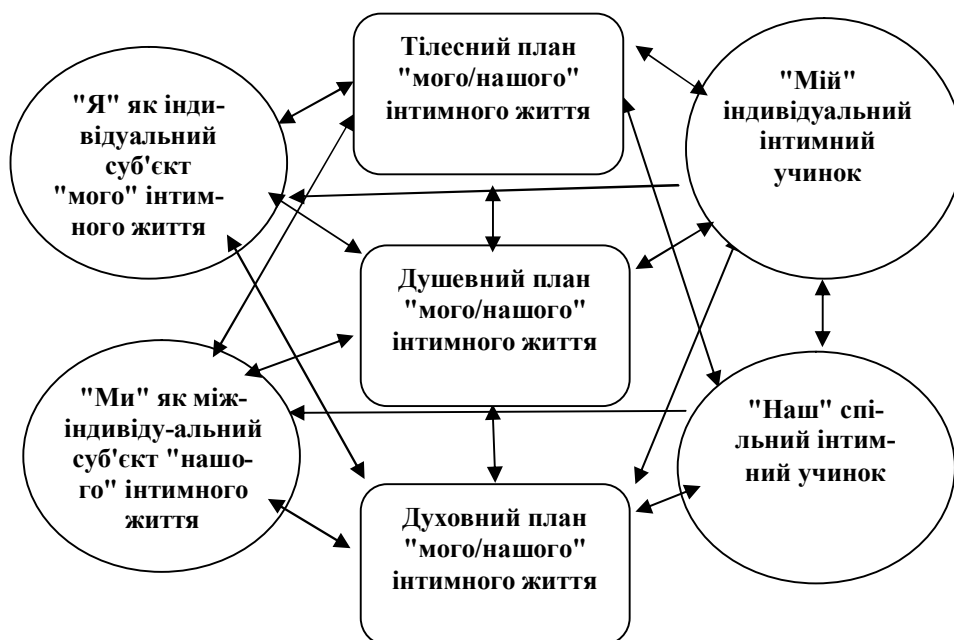 "Я" як інди-
відуальний
суб'єкт
"мого" інтим-
ного життя
Тілесний план
"мого/нашого"
інтимного життя
"Мій"
індивідуальний
інтимний
учинок
Душевний план
"мого/нашого"
інтимного життя
"Ми" як між-
індивіду-альний
суб'єкт "нашо-
го" інтимного
життя
"Наш" спі-
льний інтим-
ний учинок
Духовний план
"мого/нашого"
інтимного життя